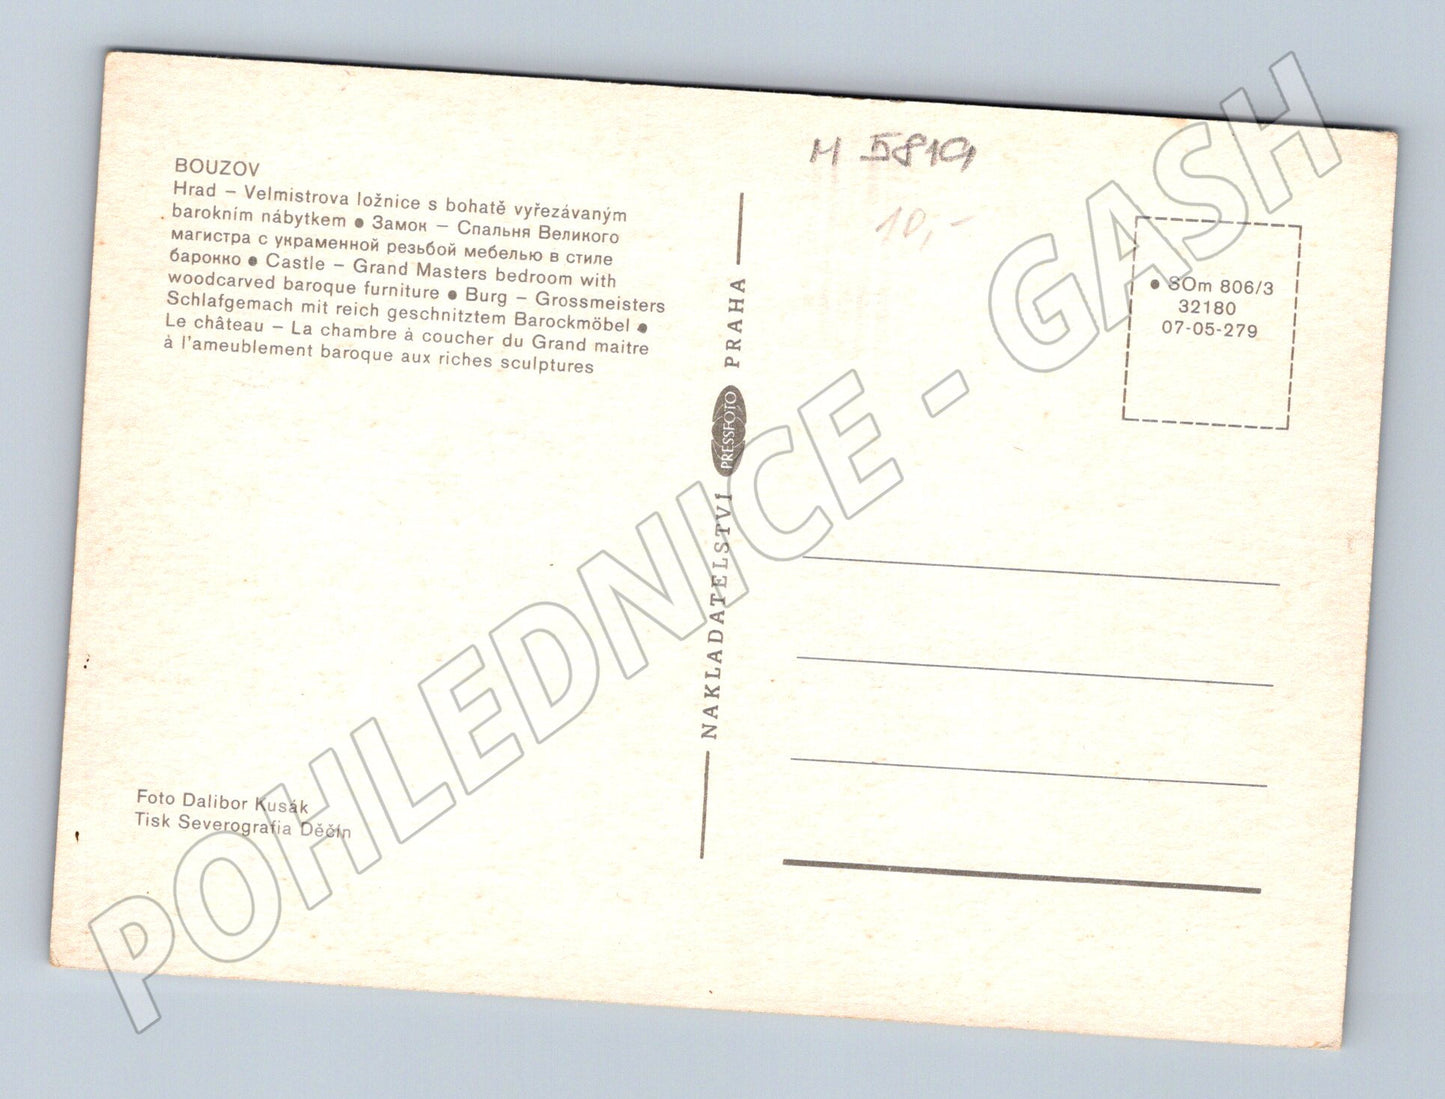 BOUZOV
Hrad – Velmistrova ložnice s bohatě vyřezávaným
barokním nábytkem ● Замок – Спальня Великого
магистра с украменной резьбой мебелью в стиле
барокко ● Castle – Grand Masters bedroom with
woodcarved baroque furniture ● Burg – Grossmeisters
Schlafgemach mit reich geschnitztem Barockmöbel ●
Le château – La chambre à coucher du Grand maitre
à l'ameublement baroque aux riches sculptures
Foto Dalibor Kusák
Tisk Severografia Děčín
NAKLADATELSTVÍ PRESSFOTO PRAHA
M 5819
10,-
● SOm 806/3
32180
07-05-279
POHLEDNICE - GASH